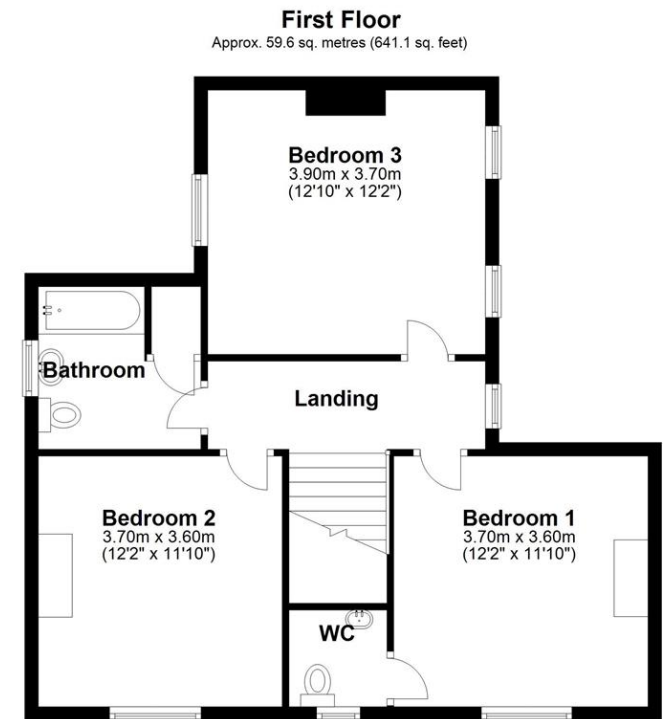 First Floor
Approx. 59.6 sq. metres (641.1 sq. feet)
Bedroom 3
3.90m x 3.70m
(12'10" x 12'2")
Bathroom
Landing
Bedroom 2
3.70m x 3.60m
(12'2" x 11'10")
Bedroom 1
3.70m x 3.60m
(12'2" x 11'10")
WC